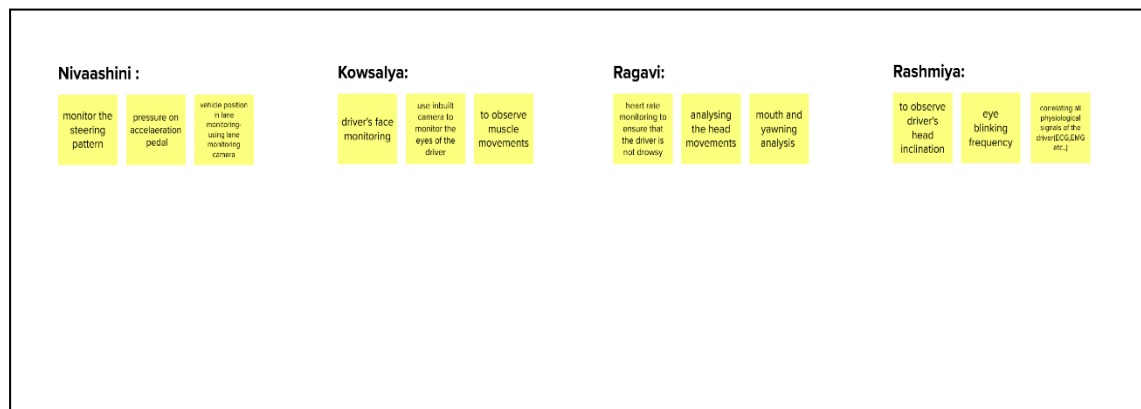 Nivaashini :
monitor the
steering
pattern
pressure on
accelaeration
pedal
vehicle position
in lane
monitoring-
using lane
monitoring
camera
Kowsalya:
driver's face
monitoring
use inbuilt
camera to
monitor the
eyes of the
driver
to observe
muscle
movements
Ragavi:
heart rate
monitoring to
ensure that
the driver is
not drowsy
analysing
the head
movements
mouth and
yawning
analysis
Rashmiya:
to observe
driver's
head
inclination
eye
blinking
frequency
correlating all
physiological
signals of the
driver(ECG,EMG
etc.,)